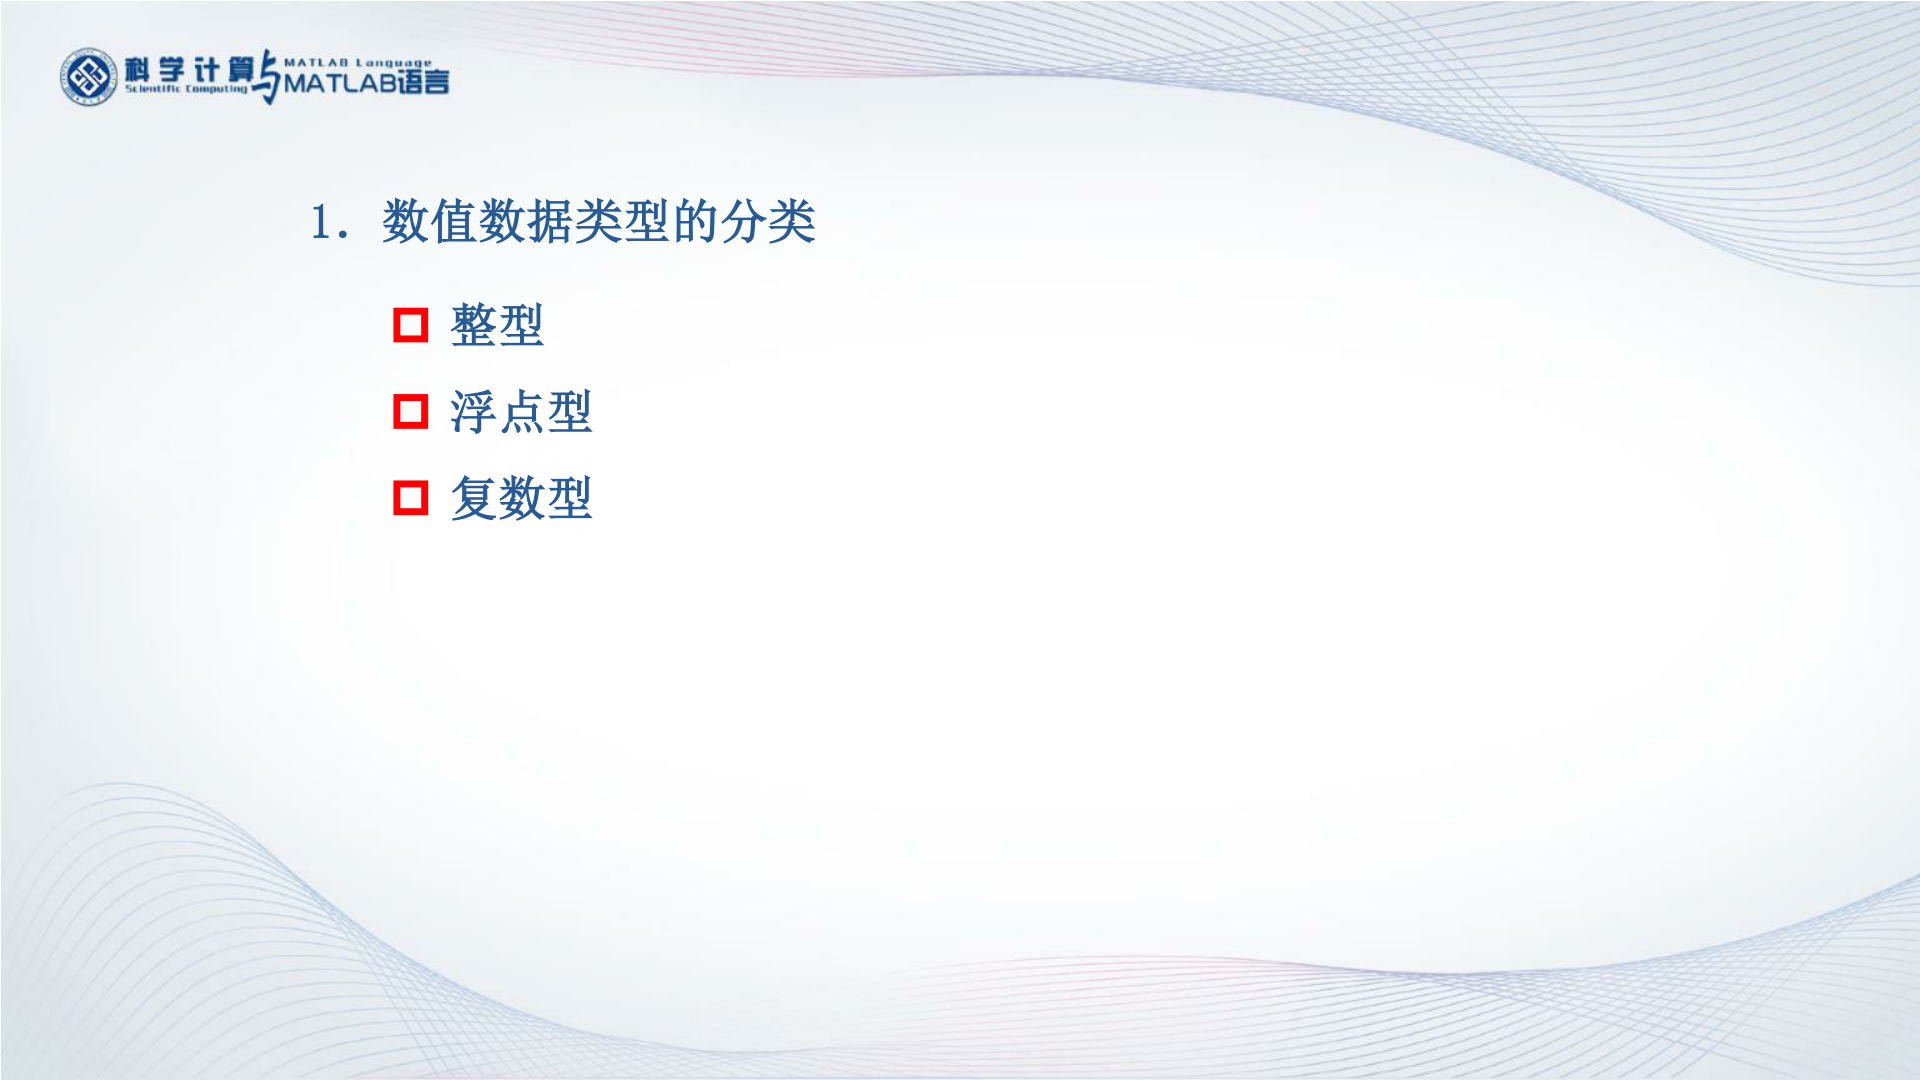 科学计算与MATLAB语言
Scientific Computing
MATLAB Language
1. 数值数据类型的分类
整型
浮点型
复数型